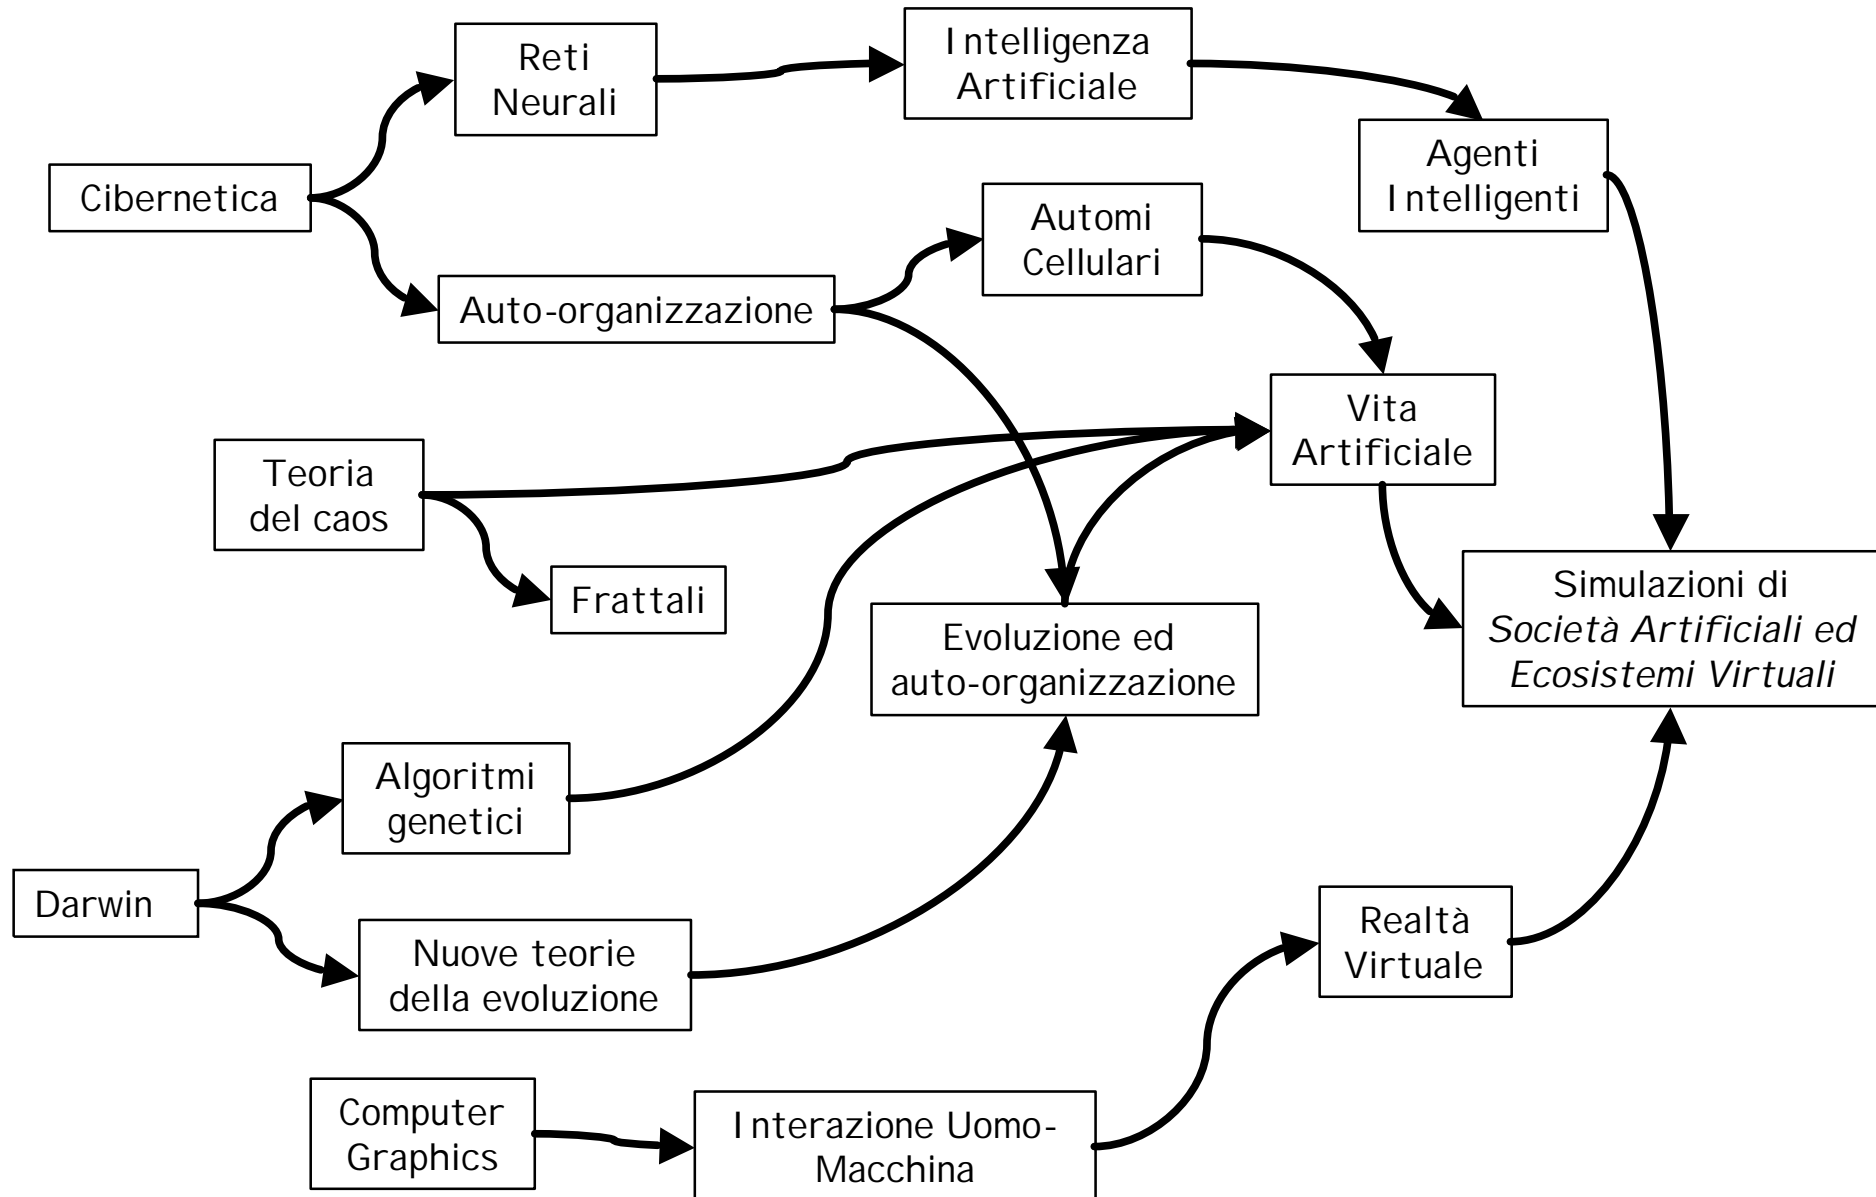 Reti
Neurali
Intelligenza
Artificiale
Agenti
Intelligenti
Cibernetica
Automi
Cellulari
Auto-organizzazione
Vita
Artificiale
Teoria
del caos
Frattali
Evoluzione ed
auto-organizzazione
Simulazioni di
Società Artificiali ed
Ecosistemi Virtuali
Algoritmi
genetici
Darwin
Nuove teorie
della evoluzione
Realtà
Virtuale
Computer
Graphics
Interazione Uomo-
Macchina